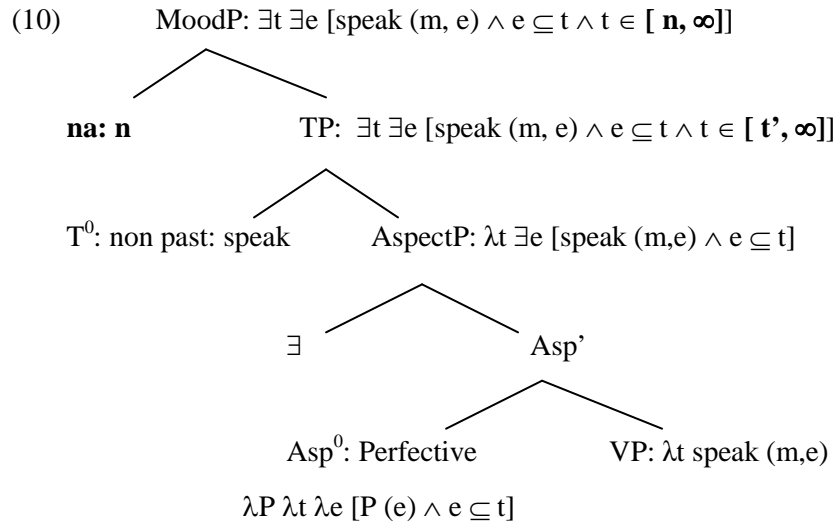 (10) MoodP: ∃t ∃e [speak (m, e) ∧ e ⊆ t ∧ t ∈ [ n, ∞]]
na: n TP: ∃t ∃e [speak (m, e) ∧ e ⊆ t ∧ t ∈ [ t’, ∞]]
T⁰: non past: speak AspectP: λt ∃e [speak (m,e) ∧ e ⊆ t]
∃ Asp’
Asp⁰: Perfective VP: λt speak (m,e)
λP λt λe [P (e) ∧ e ⊆ t]